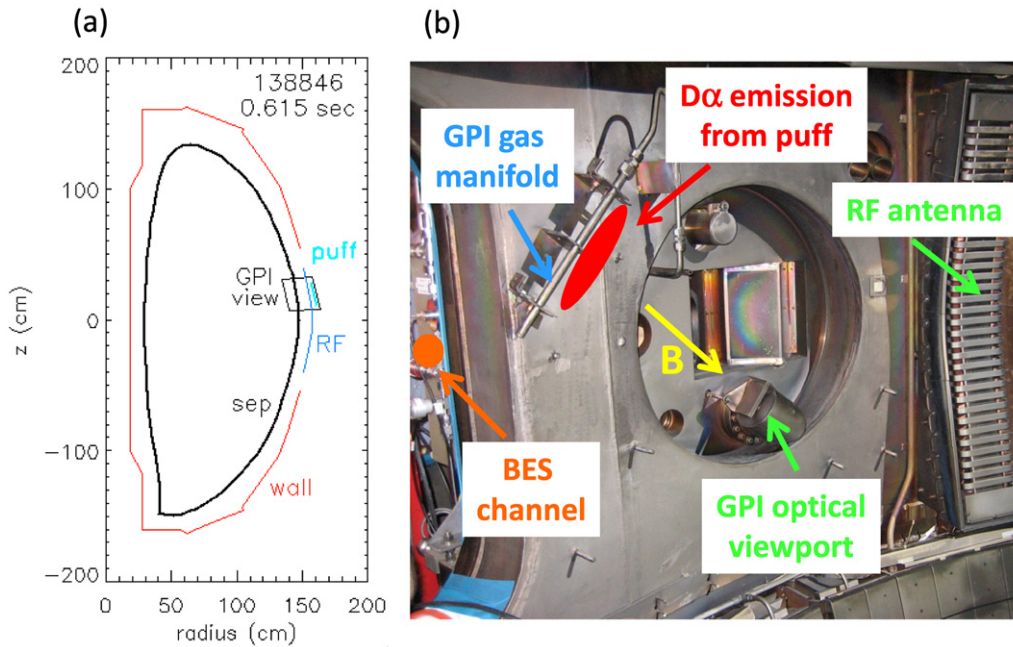 (a)
(b)
200
100
0
−100
−200
z (cm)
138846
0.615 sec
puff
GPI
view
RF
sep
wall
0
50
100
150
200
radius (cm)
GPI gas
manifold
Dα emission
from puff
RF antenna
B
BES
channel
GPI optical
viewport